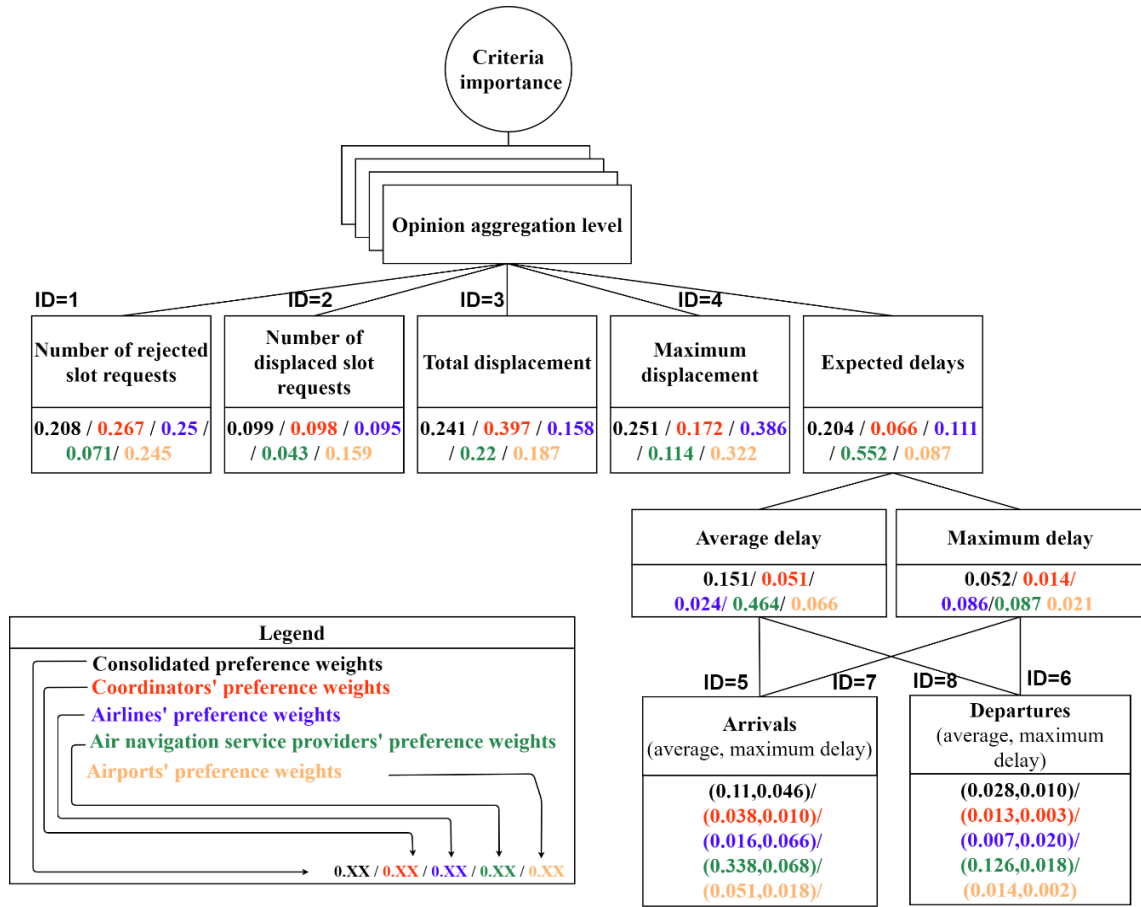 Criteria
importance
Opinion aggregation level
ID=1
ID=2
ID=3
ID=4
Number of rejected
slot requests
0.208 / 0.267 / 0.25 /
0.071/ 0.245
Number of
displaced slot
requests
0.099 / 0.098 / 0.095
/ 0.043 / 0.159
Total displacement
0.241 / 0.397 / 0.158
/ 0.22 / 0.187
Maximum
displacement
0.251 / 0.172 / 0.386
/ 0.114 / 0.322
Expected delays
0.204 / 0.066 / 0.111
/ 0.552 / 0.087
Average delay
0.151/ 0.051/
0.024/ 0.464/ 0.066
Maximum delay
0.052/ 0.014/
0.086/0.087 0.021
ID=5
ID=7
ID=8
ID=6
Arrivals
(average, maximum delay)
(0.11,0.046)/
(0.038,0.010)/
(0.016,0.066)/
(0.338,0.068)/
(0.051,0.018)/
Departures
(average, maximum
delay)
(0.028,0.010)/
(0.013,0.003)/
(0.007,0.020)/
(0.126,0.018)/
(0.014,0.002)
Legend
Consolidated preference weights
Coordinators' preference weights
Airlines' preference weights
Air navigation service providers' preference weights
Airports' preference weights
0.XX / 0.XX / 0.XX / 0.XX / 0.XX